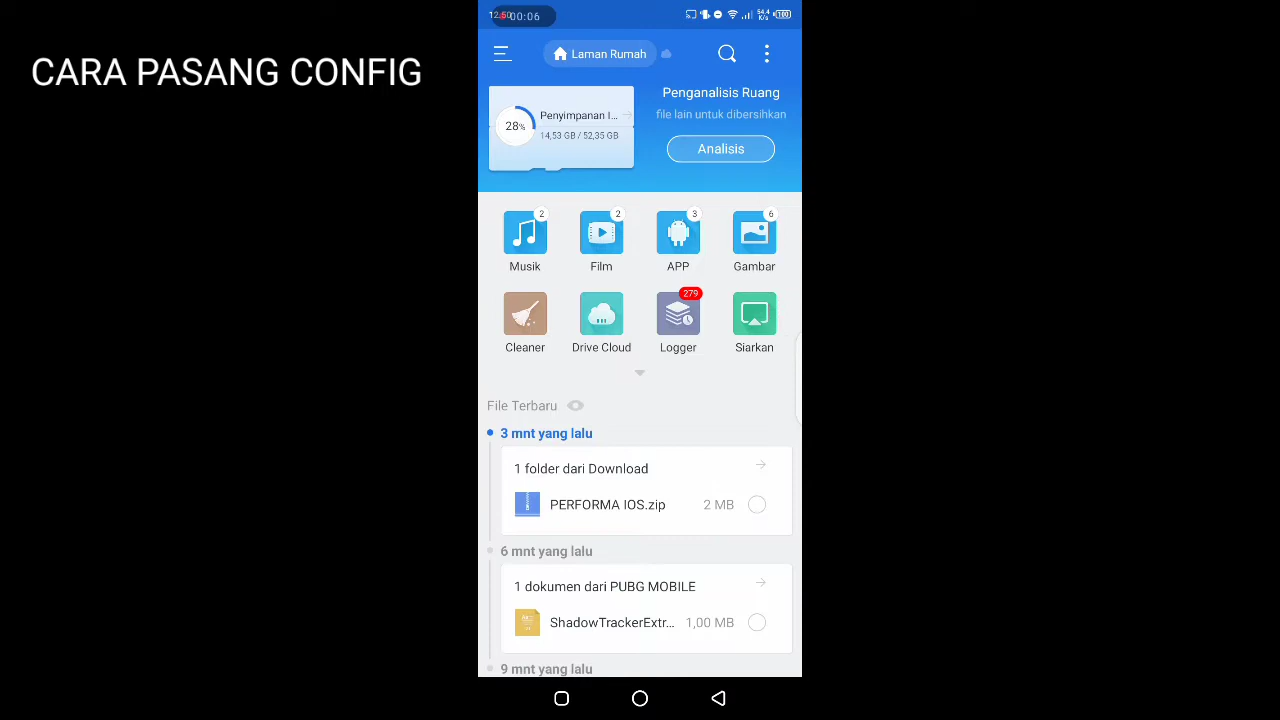 CARA PASANG CONFIG
00:06
54,4
K/s
100
Laman Rumah
28%
Penyimpanan I...
14,53 GB / 52,35 GB
Penganalisis Ruang
file lain untuk dibersihkan
Analisis
2
2
3
6
Musik
Film
APP
Gambar
279
Cleaner
Drive Cloud
Logger
Siarkan
File Terbaru
3 mnt yang lalu
1 folder dari Download
PERFORMA IOS.zip
2 MB
6 mnt yang lalu
1 dokumen dari PUBG MOBILE
ShadowTrackerExtr...
1,00 MB
9 mnt yang lalu